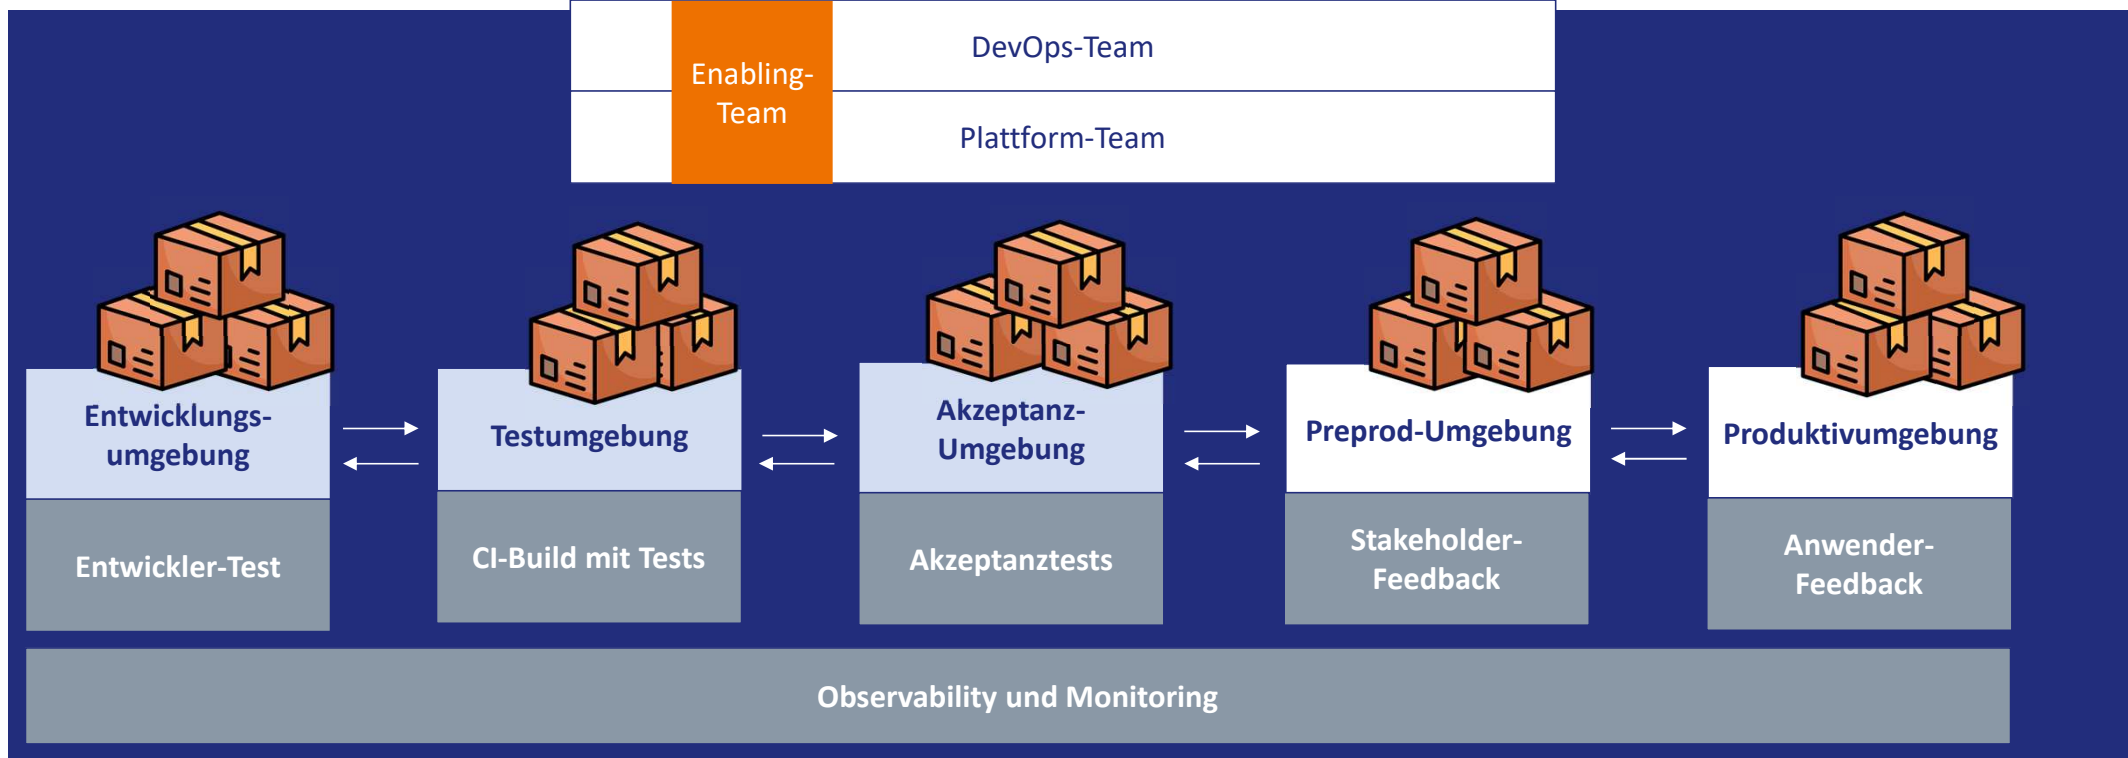 DevOps-Team
Enabling-
Team
Plattform-Team
Entwicklungs-
umgebung
Testumgebung
Akzeptanz-
Umgebung
Preprod-Umgebung
Produktivumgebung
Entwickler-Test
CI-Build mit Tests
Akzeptanztests
Stakeholder-
Feedback
Anwender-
Feedback
Observability und Monitoring